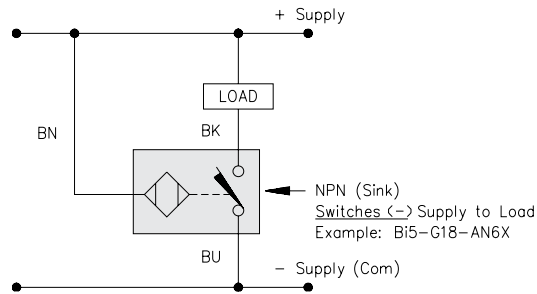 + Supply
LOAD
BN
BK
NPN (Sink)
Switches (-) Supply to Load
Example: Bi5-G18-AN6X
BU
- Supply (Com)